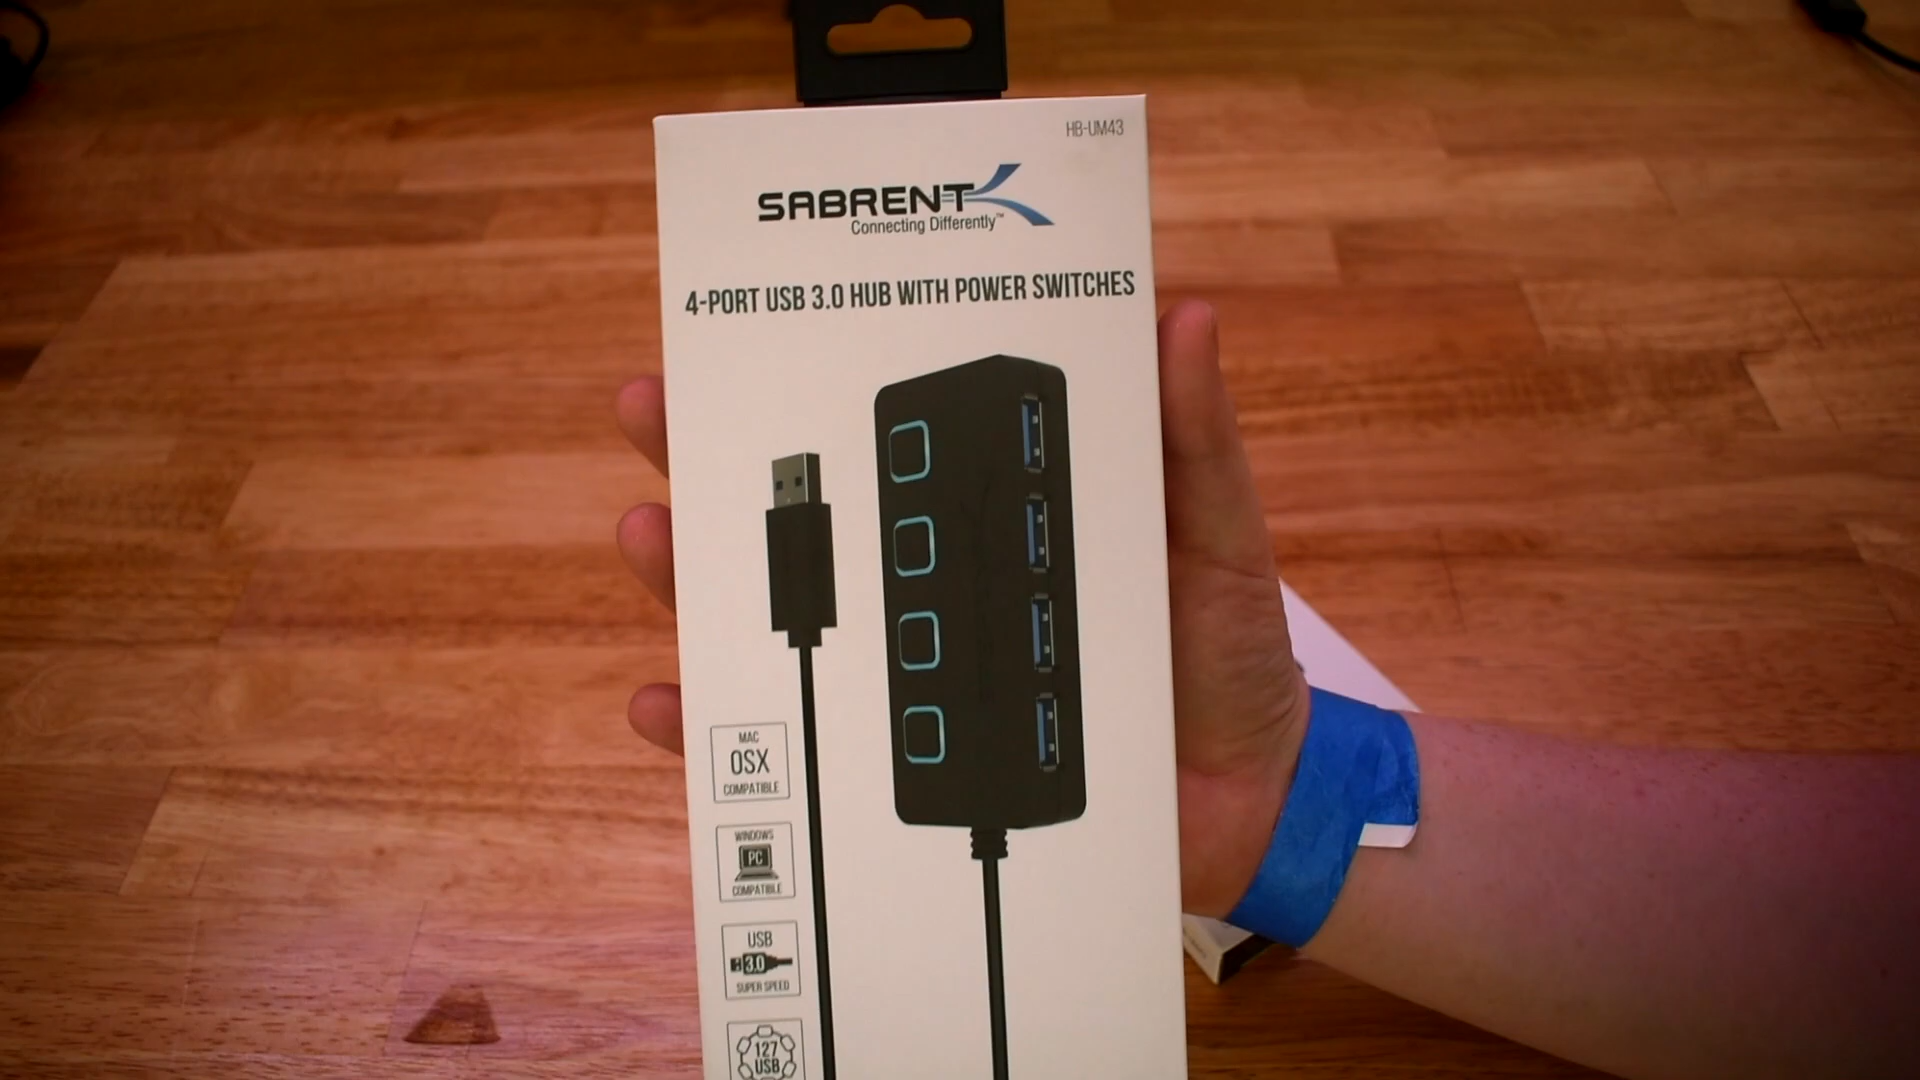 HB-UM43
SABRENT
Connecting Differently™
4-PORT USB 3.0 HUB WITH POWER SWITCHES
MAC
OSX
COMPATIBLE
WINDOWS
PC
COMPATIBLE
USB
3.0
SUPER SPEED
127
USB